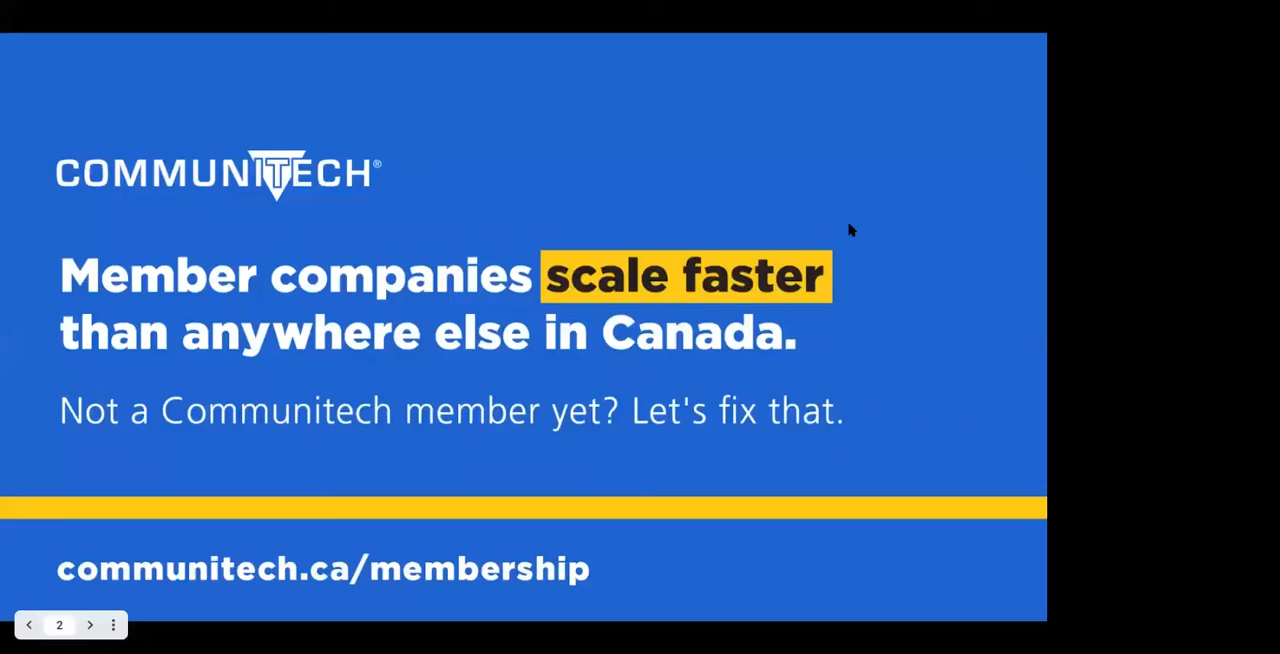 COMMUNITECH®
Member companies scale faster
than anywhere else in Canada.
Not a Communitech member yet? Let's fix that.
communitech.ca/membership
2